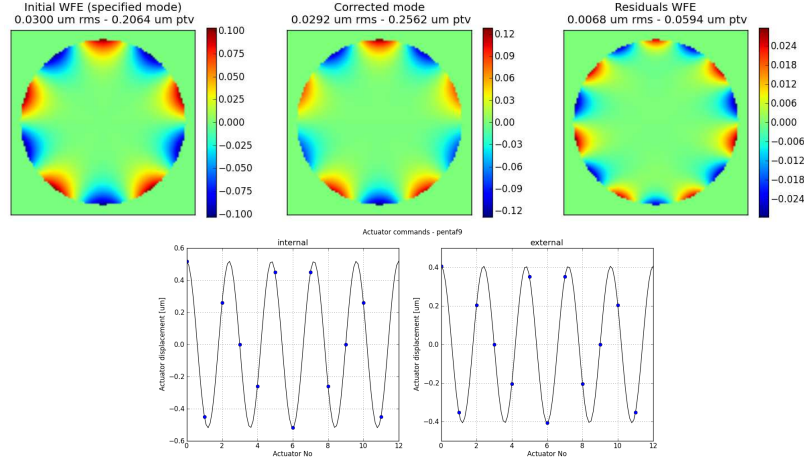 Initial WFE (specified mode)
0.0300 um rms - 0.2064 um ptv
Corrected mode
0.0292 um rms - 0.2562 um ptv
Residuals WFE
0.0068 um rms - 0.0594 um ptv
0.100
0.075
0.050
0.025
0.000
−0.025
−0.050
−0.075
−0.100
0.12
0.09
0.06
0.03
0.00
−0.03
−0.06
−0.09
−0.12
0.024
0.018
0.012
0.006
0.000
−0.006
−0.012
−0.018
−0.024
Actuator commands - pentaf9
internal
Actuator displacement [um]
0.6
0.4
0.2
0.0
−0.2
−0.4
−0.6
0 2 4 6 8 10 12
Actuator No
external
Actuator displacement [um]
0.4
0.2
0.0
−0.2
−0.4
0 2 4 6 8 10 12
Actuator No